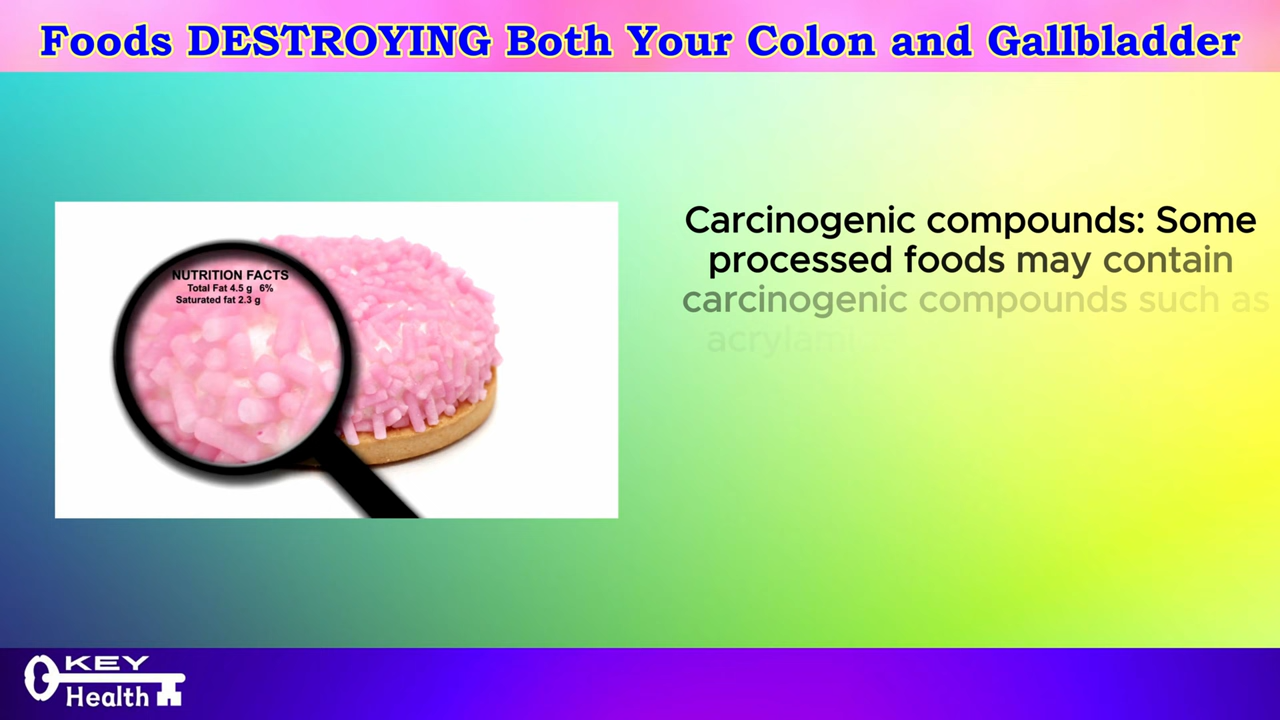 Foods DESTROYING Both Your Colon and Gallbladder
NUTRITION FACTS
Total Fat 4.5 g 6%
Saturated fat 2.3 g
Carcinogenic compounds: Some
processed foods may contain
carcinogenic compounds such as
KEY
Health